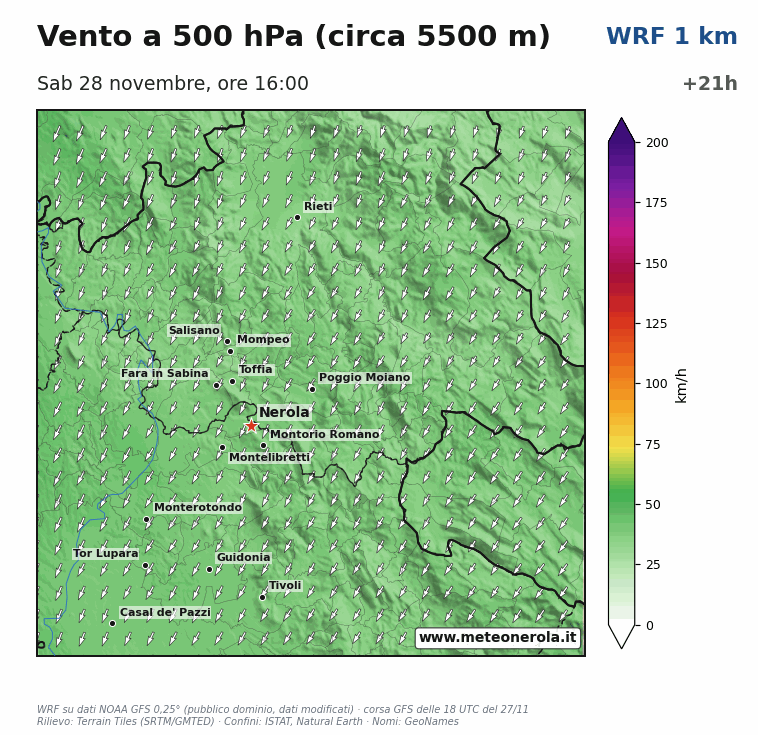 Vento a 500 hPa (circa 5500 m)
WRF 1 km
Sab 28 novembre, ore 16:00
+21h
Rieti
Salisano
Mompeo
Toffia
Fara in Sabina
Poggio Moiano
Nerola
Montorio Romano
Montelibretti
Monterotondo
Tor Lupara
Guidonia
Tivoli
Casal de' Pazzi
www.meteonerola.it
200
175
150
125
100
75
50
25
0
km/h
WRF su dati NOAA GFS 0,25° (pubblico dominio, dati modificati) · corsa GFS delle 18 UTC del 27/11
Rilievo: Terrain Tiles (SRTM/GMTED) · Confini: ISTAT, Natural Earth · Nomi: GeoNames